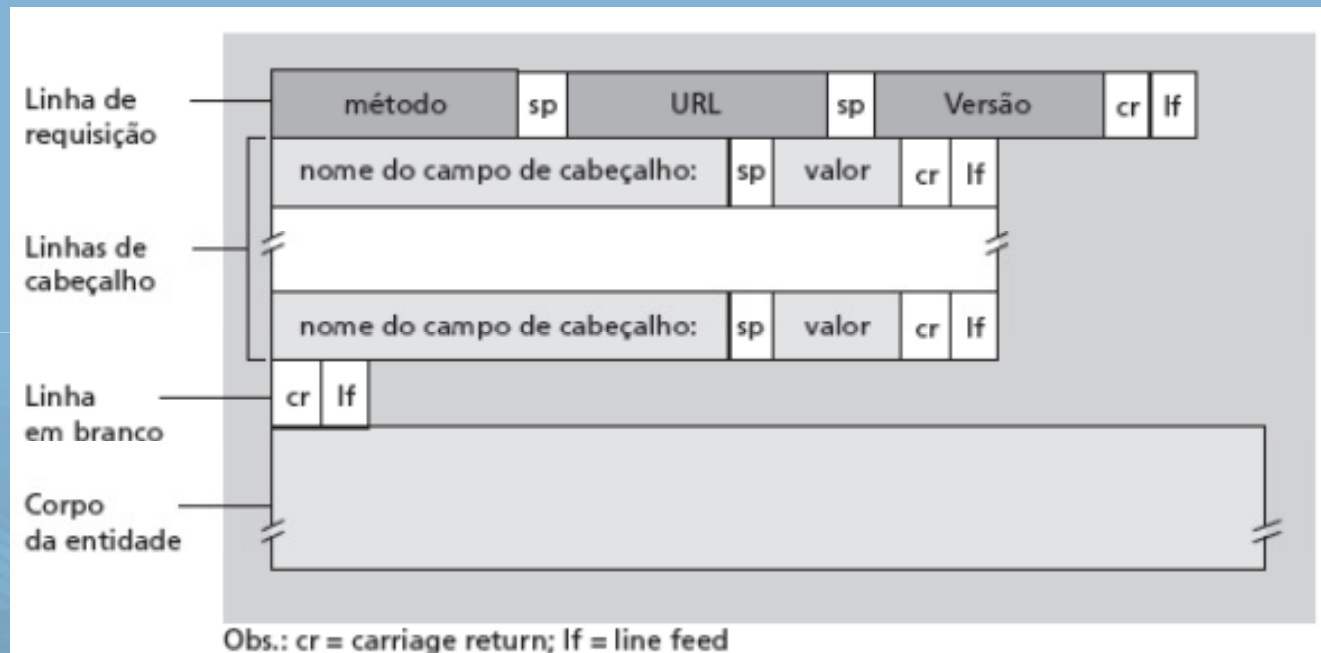 Linha de
requisição
método sp URL sp Versão cr lf
nome do campo de cabeçalho: sp valor cr lf
Linhas de
cabeçalho
nome do campo de cabeçalho: sp valor cr lf
Linha
em branco
cr lf
Corpo
da entidade
Obs.: cr = carriage return; lf = line feed